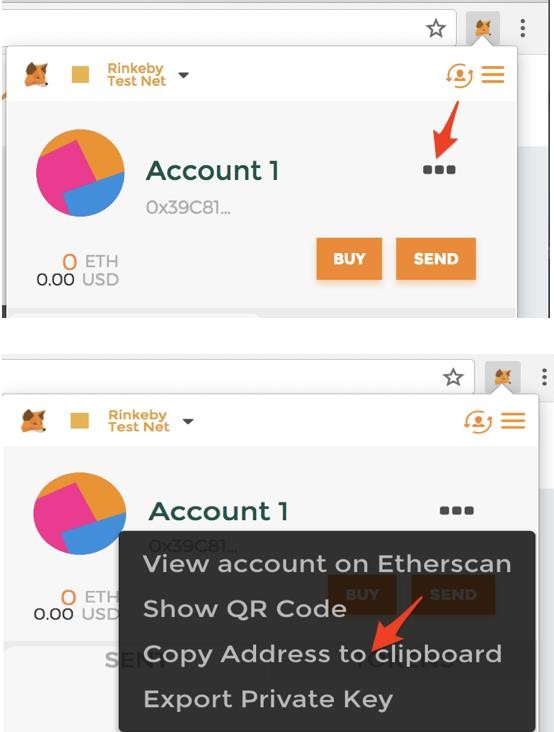 Rinkeby
Test Net
Account 1
0x39C81...
0 ETH
0.00 USD
BUY
SEND
Rinkeby
Test Net
Account 1
0x39C81...
0 ETH
0.00 USD
BUY
SEND
View account on Etherscan
Show QR Code
Copy Address to clipboard
Export Private Key